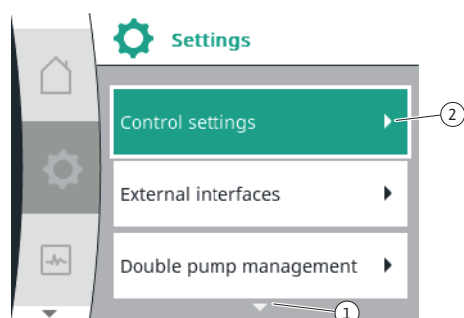 Settings
Control settings
2
External interfaces
Double pump management
1